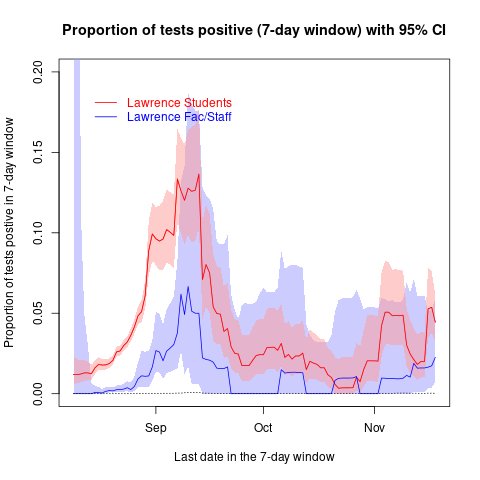 Proportion of tests positive (7-day window) with 95% CI
Proportion of tests postive in 7-day window
0.20
0.15
0.10
0.05
0.00
Lawrence Students
Lawrence Fac/Staff
Sep
Oct
Nov
Last date in the 7-day window